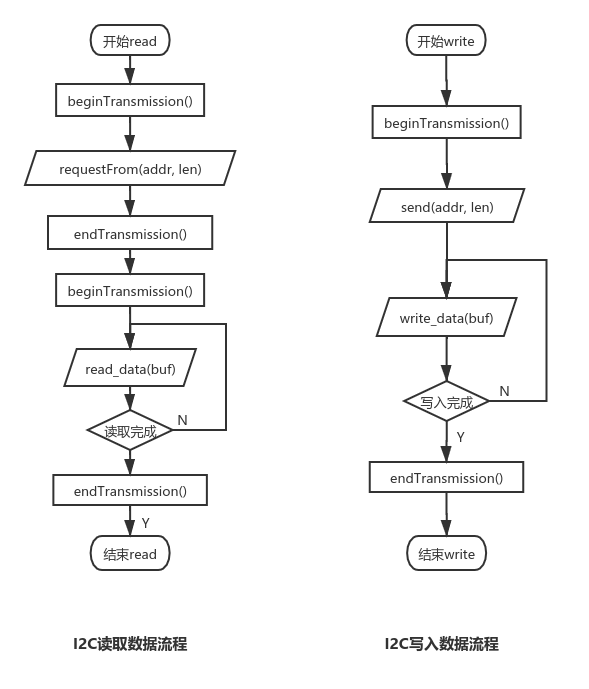 开始read
beginTransmission()
requestFrom(addr, len)
endTransmission()
beginTransmission()
read_data(buf)
读取完成
N
endTransmission()
Y
结束read
I2C读取数据流程
开始write
beginTransmission()
send(addr, len)
write_data(buf)
写入完成
N
Y
endTransmission()
结束write
I2C写入数据流程